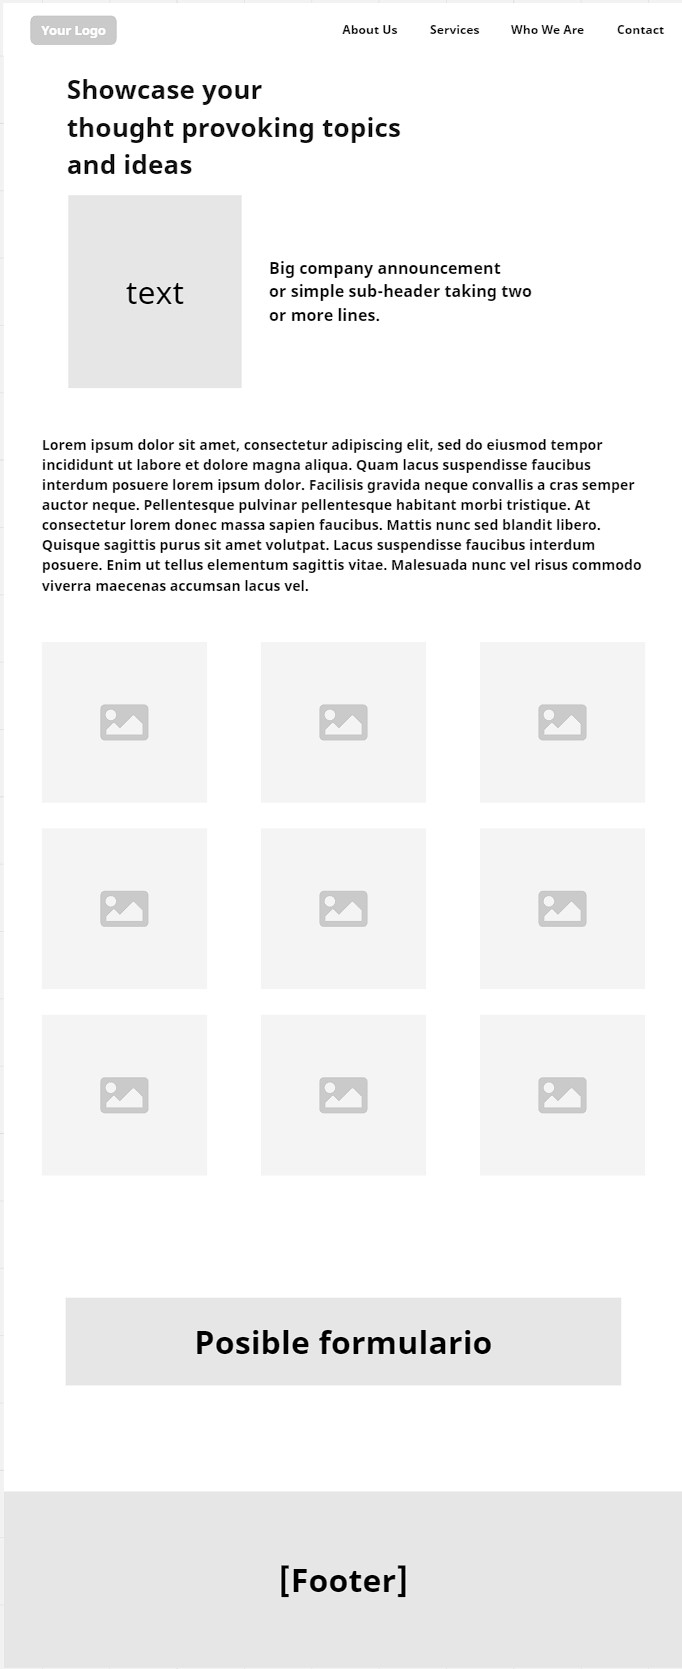 Your Logo
About Us Services Who We Are Contact
Showcase your
thought provoking topics
and ideas
text
Big company announcement
or simple sub-header taking two
or more lines.
Lorem ipsum dolor sit amet, consectetur adipiscing elit, sed do eiusmod tempor
incididunt ut labore et dolore magna aliqua. Quam lacus suspendisse faucibus
interdum posuere lorem ipsum dolor. Facilisis gravida neque convallis a cras semper
auctor neque. Pellentesque pulvinar pellentesque habitant morbi tristique. At
consectetur lorem donec massa sapien faucibus. Mattis nunc sed blandit libero.
Quisque sagittis purus sit amet volutpat. Lacus suspendisse faucibus interdum
posuere. Enim ut tellus elementum sagittis vitae. Malesuada nunc vel risus commodo
viverra maecenas accumsan lacus vel.
Posible formulario
[Footer]